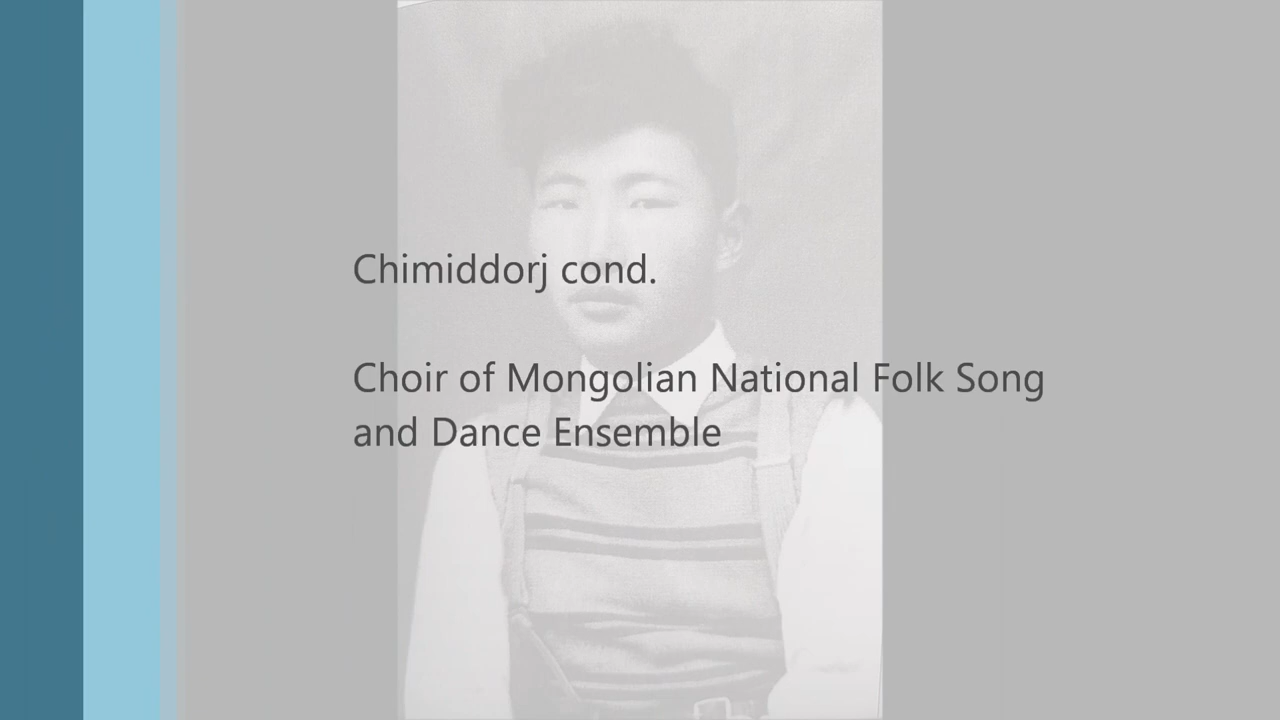 Chimiddorj cond.
Choir of Mongolian National Folk Song
and Dance Ensemble